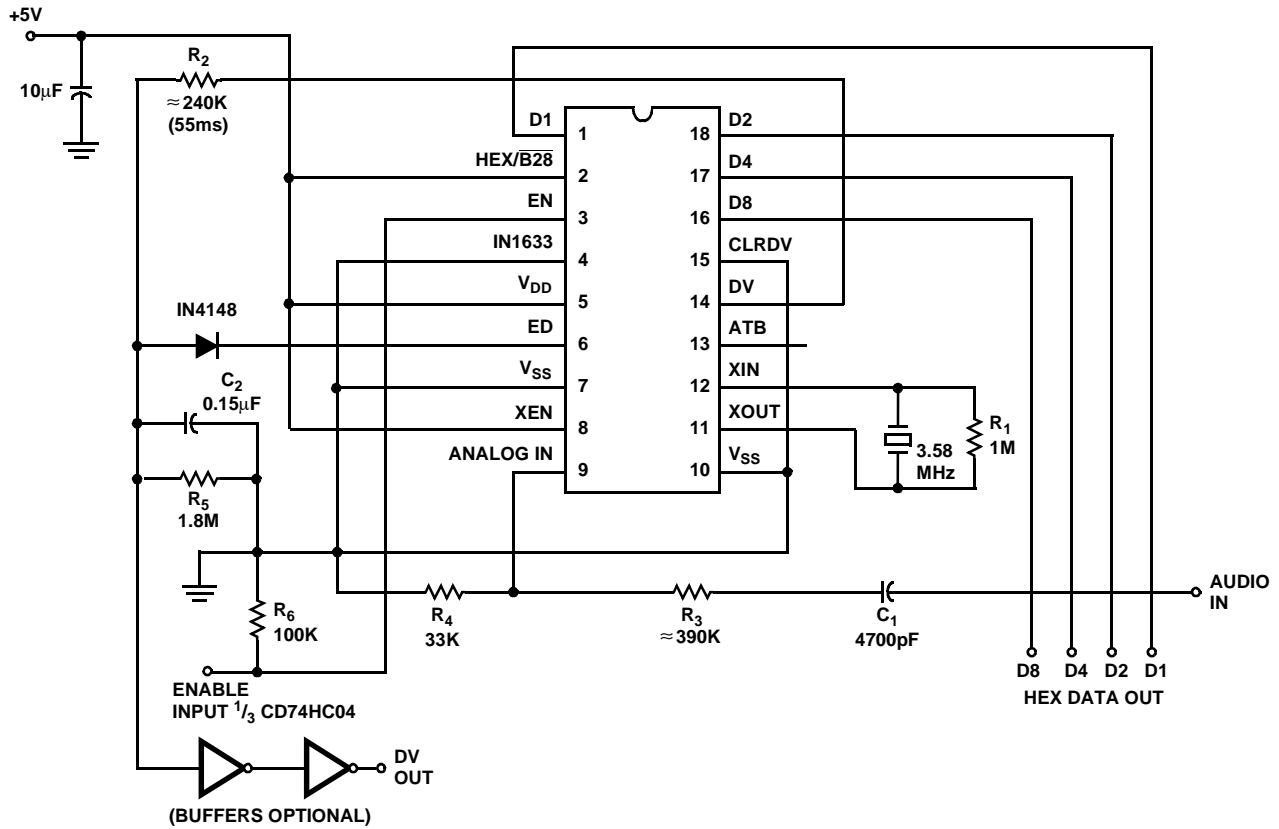 +5V
10µF
R2
≈240K
(55ms)
D1
HEX/B28
EN
IN1633
VDD
ED
VSS
XEN
ANALOG IN
1
2
3
4
5
6
7
8
9
18
17
16
15
14
13
12
11
10
D2
D4
D8
CLRDV
DV
ATB
XIN
XOUT
VSS
IN4148
C2
0.15µF
R5
1.8M
R6
100K
3.58
MHz
R1
1M
R4
33K
R3
≈390K
C1
4700pF
AUDIO
IN
D8 D4 D2 D1
HEX DATA OUT
ENABLE
INPUT 1/3 CD74HC04
DV
OUT
(BUFFERS OPTIONAL)